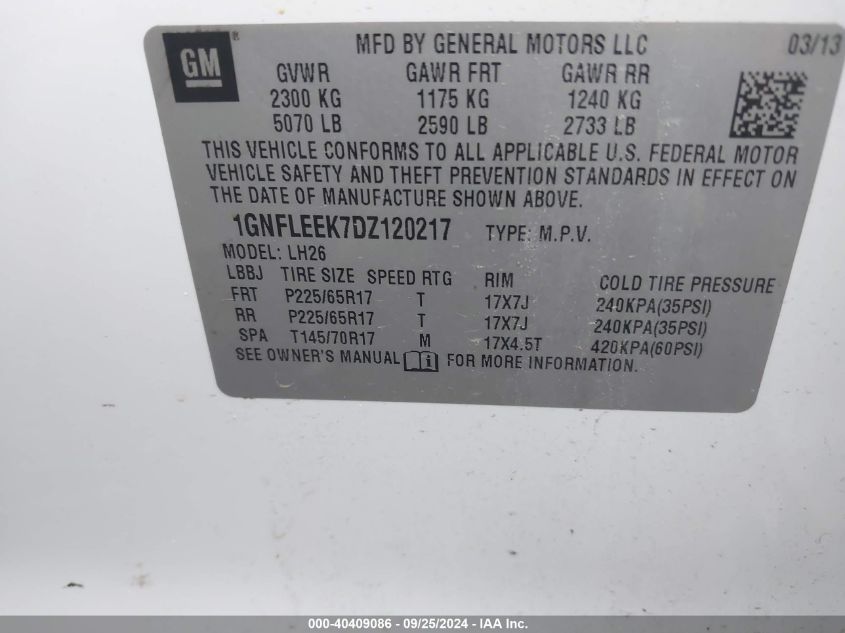 GM ® MFD BY GENERAL MOTORS LLC 03/13
GVWR GAWR FRT GAWR RR
2300 KG 1175 KG 1240 KG
5070 LB 2590 LB 2733 LB
THIS VEHICLE CONFORMS TO ALL APPLICABLE U.S. FEDERAL MOTOR
VEHICLE SAFETY AND THEFT PREVENTION STANDARDS IN EFFECT ON
THE DATE OF MANUFACTURE SHOWN ABOVE.
1GNFLEEK7DZ120217 TYPE: M.P.V.
MODEL: LH26
LBBJ TIRE SIZE SPEED RTG RIM COLD TIRE PRESSURE
FRT P225/65R17 T 17X7J 240KPA(35PSI)
RR P225/65R17 T 17X7J 240KPA(35PSI)
SPA T145/70R17 M 17X4.5T 420KPA(60PSI)
SEE OWNER'S MANUAL FOR MORE INFORMATION.
000-40409086 - 09/25/2024 - IAA Inc.